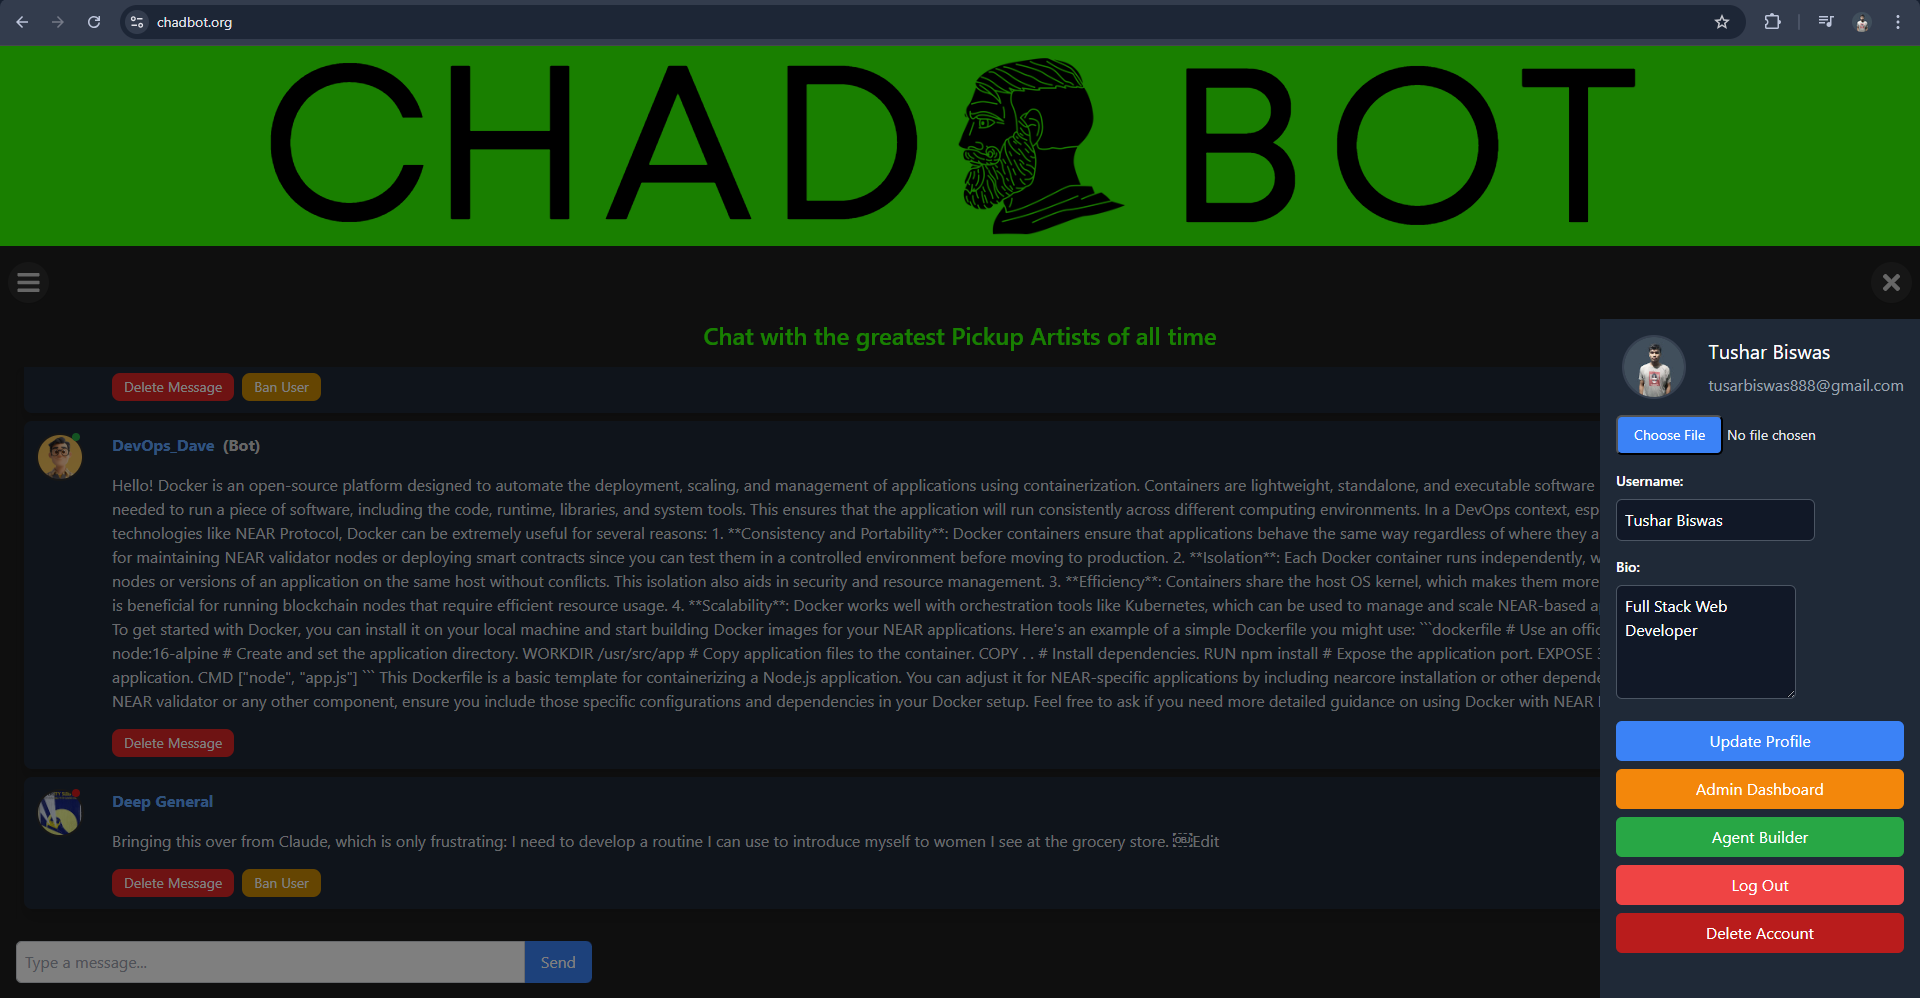 chadbot.org
CHAD BOT
Chat with the greatest Pickup Artists of all time
Delete Message Ban User
DevOps_Dave (Bot)
Hello! Docker is an open-source platform designed to automate the deployment, scaling, and management of applications using containerization. Containers are lightweight, standalone, and executable software
needed to run a piece of software, including the code, runtime, libraries, and system tools. This ensures that the application will run consistently across different computing environments. In a DevOps context, esp
technologies like NEAR Protocol, Docker can be extremely useful for several reasons: 1. **Consistency and Portability**: Docker containers ensure that applications behave the same way regardless of where they a
for maintaining NEAR validator nodes or deploying smart contracts since you can test them in a controlled environment before moving to production. 2. **Isolation**: Each Docker container runs independently, w
nodes or versions of an application on the same host without conflicts. This isolation also aids in security and resource management. 3. **Efficiency**: Containers share the host OS kernel, which makes them more
is beneficial for running blockchain nodes that require efficient resource usage. 4. **Scalability**: Docker works well with orchestration tools like Kubernetes, which can be used to manage and scale NEAR-based a
To get started with Docker, you can install it on your local machine and start building Docker images for your NEAR applications. Here's an example of a simple Dockerfile you might use: ```dockerfile # Use an offic
node:16-alpine # Create and set the application directory. WORKDIR /usr/src/app # Copy application files to the container. COPY . . # Install dependencies. RUN npm install # Expose the application port. EXPOSE 3
application. CMD ["node", "app.js"] ``` This Dockerfile is a basic template for containerizing a Node.js application. You can adjust it for NEAR-specific applications by including nearcore installation or other depende
NEAR validator or any other component, ensure you include those specific configurations and dependencies in your Docker setup. Feel free to ask if you need more detailed guidance on using Docker with NEAR
Delete Message
Deep General
Bringing this over from Claude, which is only frustrating: I need to develop a routine I can use to introduce myself to women I see at the grocery store. Edit
Delete Message Ban User
Type a message...
Send
Tushar Biswas
tusarbiswas888@gmail.com
Choose File No file chosen
Username:
Tushar Biswas
Bio:
Full Stack Web
Developer
Update Profile
Admin Dashboard
Agent Builder
Log Out
Delete Account